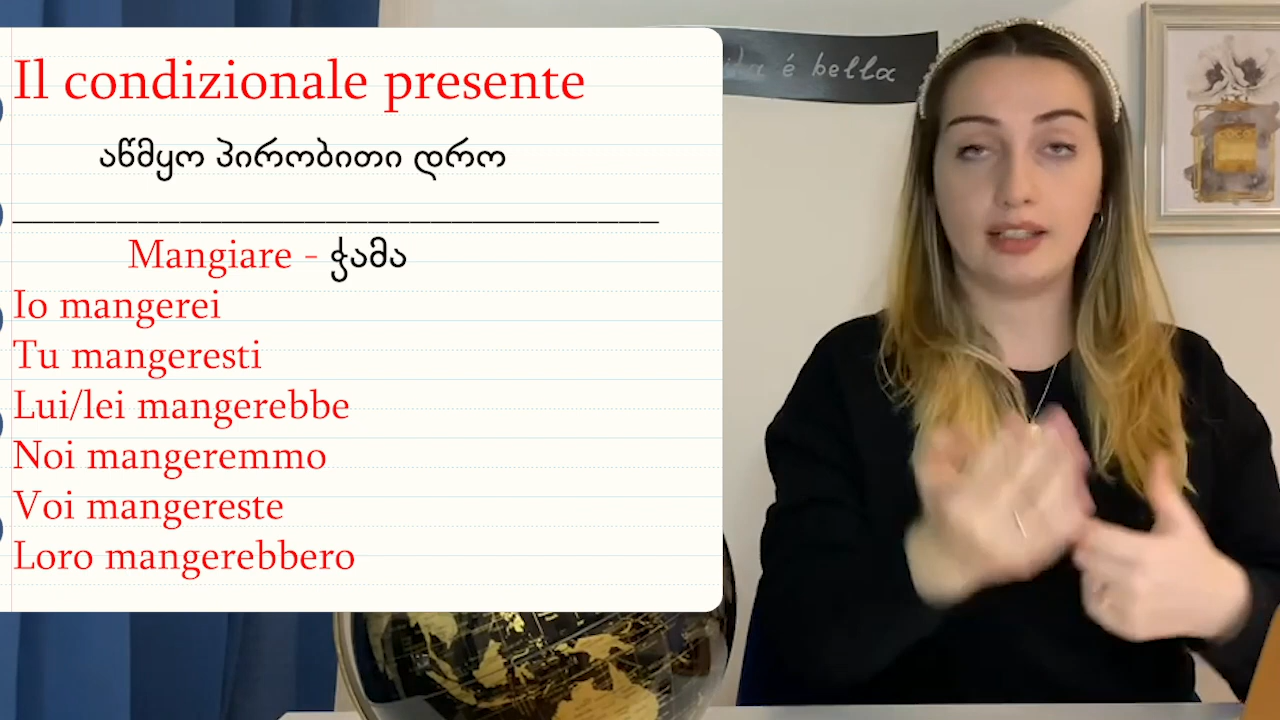 Il condizionale presente
აწმყო პირობითი დრო
Mangiare - ჭამა
Io mangerei
Tu mangeresti
Lui/lei mangerebbe
Noi mangeremmo
Voi mangereste
Loro mangerebbero
é bella